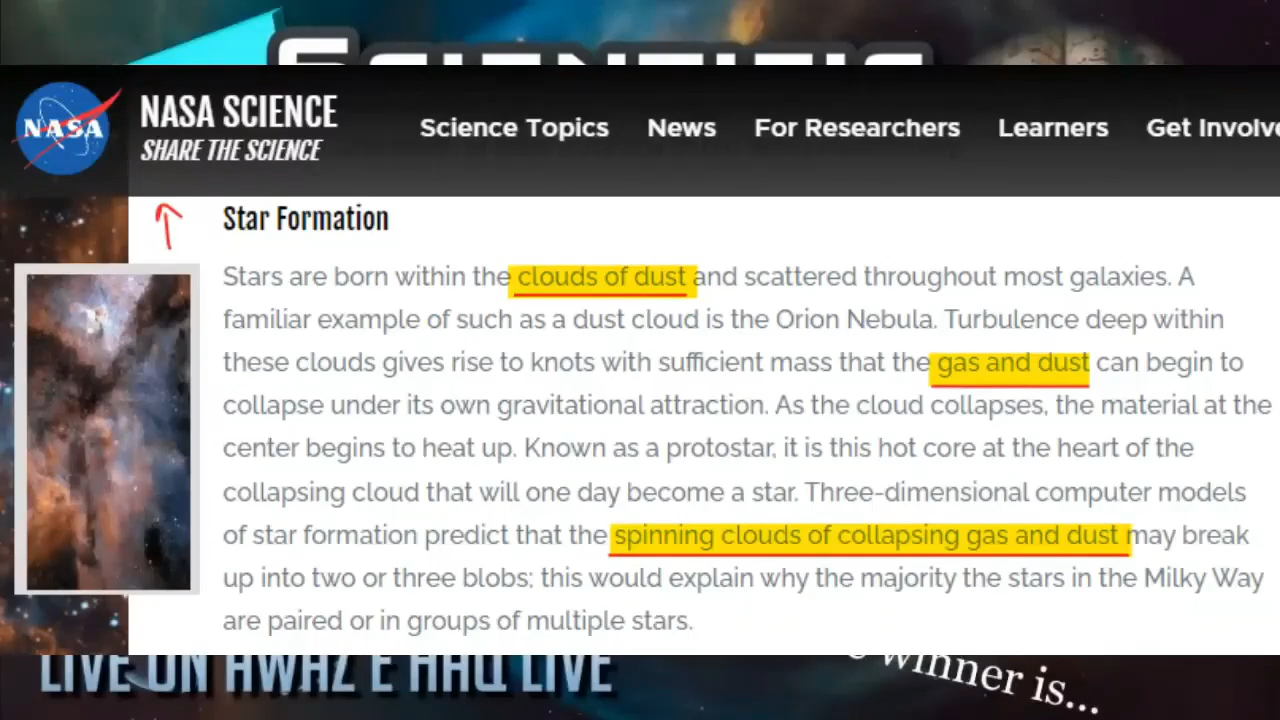 NASA
NASA SCIENCE
SHARE THE SCIENCE
Science Topics News For Researchers Learners Get Involve
Star Formation
Stars are born within the clouds of dust and scattered throughout most galaxies. A
familiar example of such as a dust cloud is the Orion Nebula. Turbulence deep within
these clouds gives rise to knots with sufficient mass that the gas and dust can begin to
collapse under its own gravitational attraction. As the cloud collapses, the material at the
center begins to heat up. Known as a protostar, it is this hot core at the heart of the
collapsing cloud that will one day become a star. Three-dimensional computer models
of star formation predict that the spinning clouds of collapsing gas and dust may break
up into two or three blobs; this would explain why the majority the stars in the Milky Way
are paired or in groups of multiple stars.
LIVE ON AWAZ E HAQ LIVE
winner is...